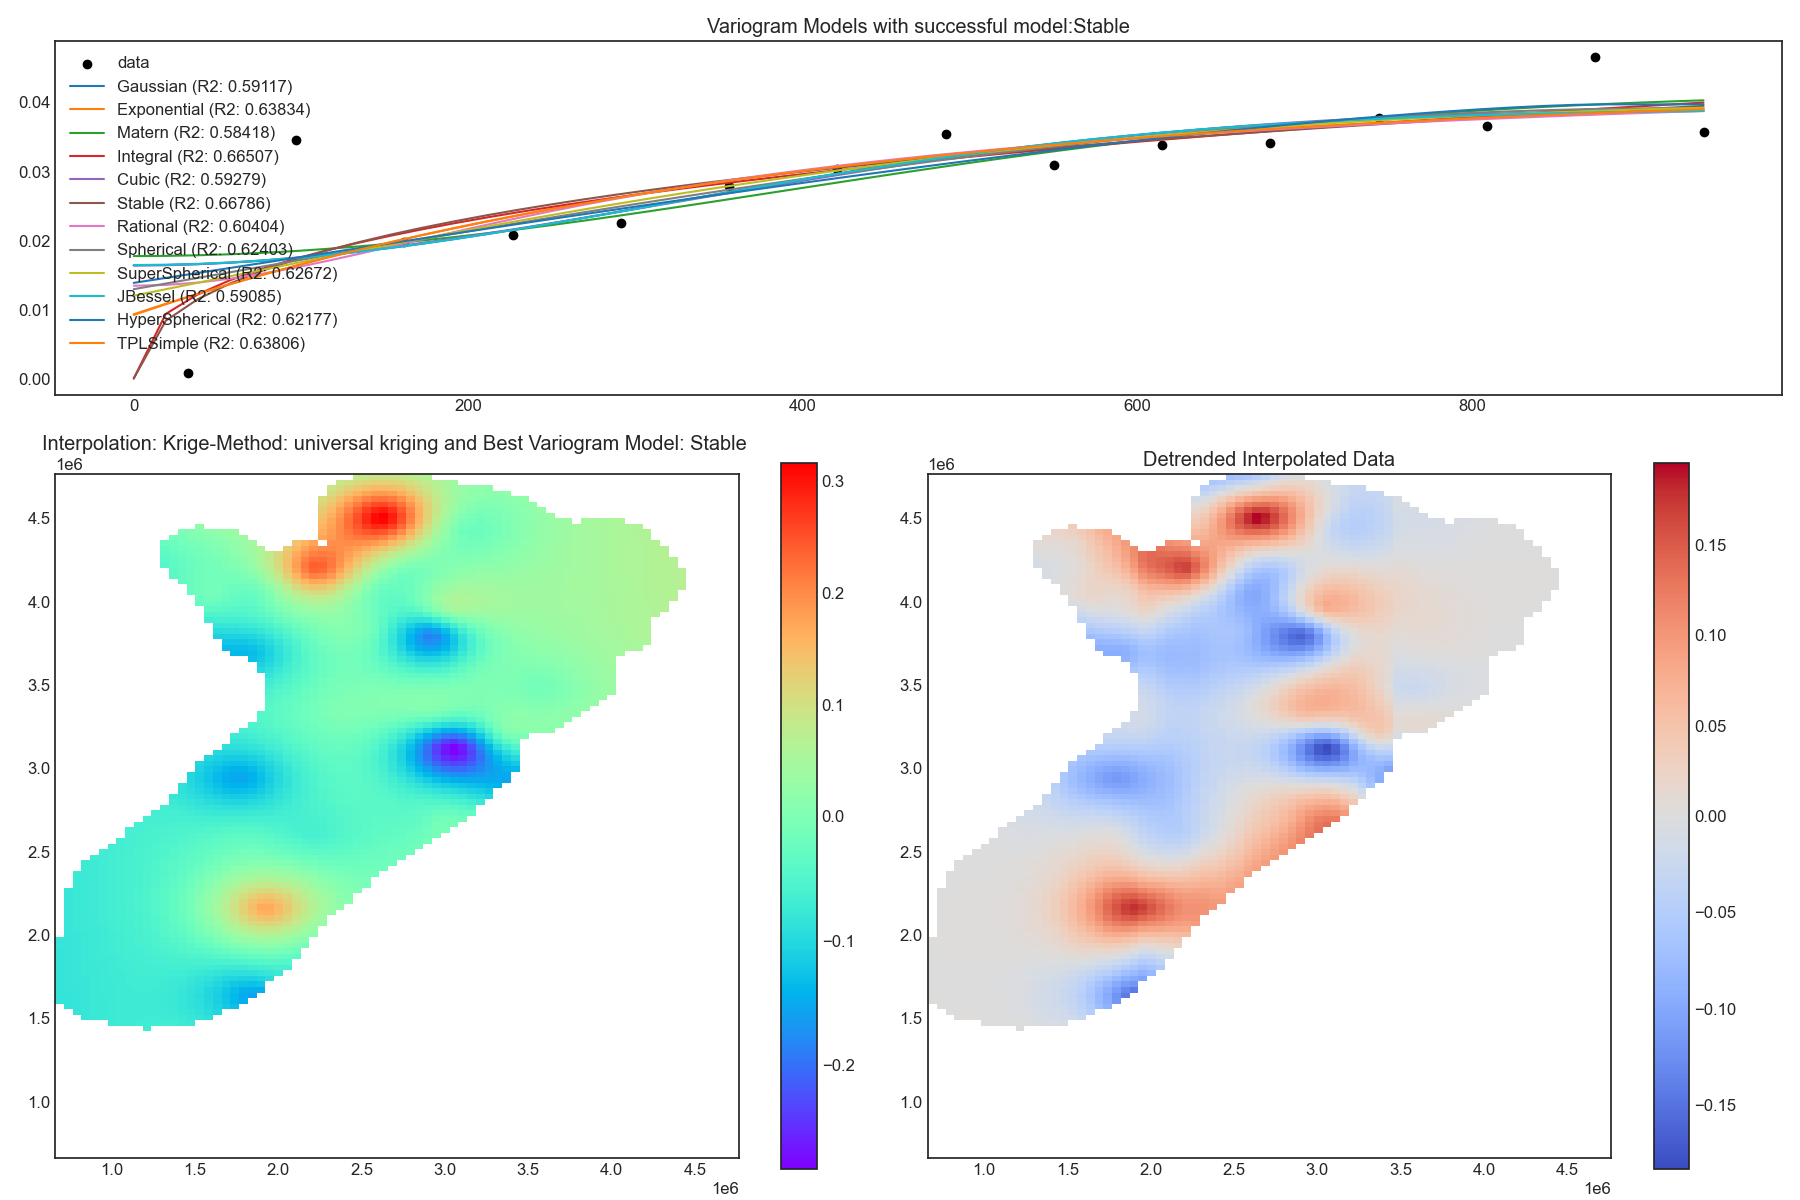 Variogram Models with successful model:Stable
data
Gaussian (R2: 0.59117)
Exponential (R2: 0.63834)
Matern (R2: 0.58418)
Integral (R2: 0.66507)
Cubic (R2: 0.59279)
Stable (R2: 0.66786)
Rational (R2: 0.60404)
Spherical (R2: 0.62403)
SuperSpherical (R2: 0.62672)
JBessel (R2: 0.59085)
HyperSpherical (R2: 0.62177)
TPLSimple (R2: 0.63806)
0.04
0.03
0.02
0.01
0.00
0 200 400 600 800
Interpolation: Krige-Method: universal kriging and Best Variogram Model: Stable
1e6
4.5
4.0
3.5
3.0
2.5
2.0
1.5
1.0
1.0 1.5 2.0 2.5 3.0 3.5 4.0 4.5
1e6
0.3
0.2
0.1
0.0
−0.1
−0.2
Detrended Interpolated Data
1e6
4.5
4.0
3.5
3.0
2.5
2.0
1.5
1.0
1.0 1.5 2.0 2.5 3.0 3.5 4.0 4.5
1e6
0.15
0.10
0.05
0.00
−0.05
−0.10
−0.15